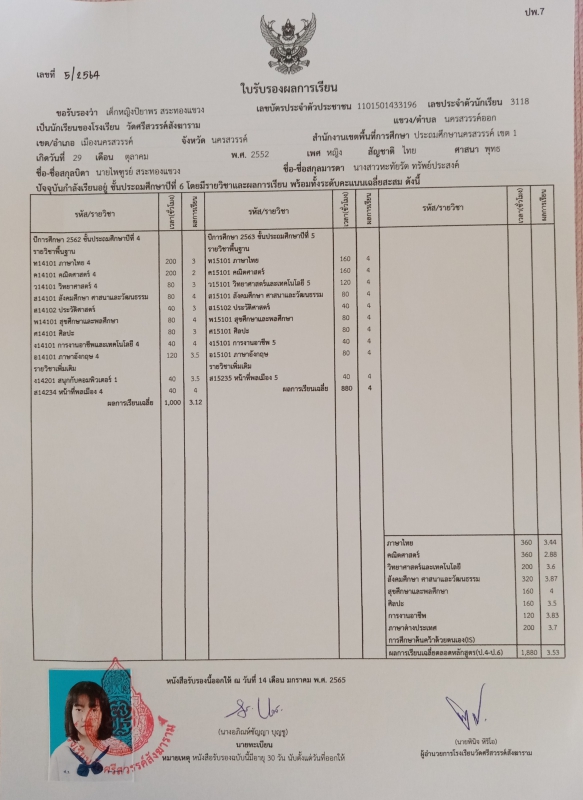 ปพ.7
เลขที่ 5/2564
ใบรับรองผลการเรียน
ขอรับรองว่า เด็กหญิงปิยาพร สระทองแขวง เลขบัตรประจำตัวประชาชน 1101501433196 เลขประจำตัวนักเรียน 3118
เป็นนักเรียนของโรงเรียน วัดศรีสวรรค์สังฆาราม แขวง/ตำบล นครสวรรค์ออก
เขต/อำเภอ เมืองนครสวรรค์ จังหวัด นครสวรรค์ สำนักงานเขตพื้นที่การศึกษา ประถมศึกษานครสวรรค์ เขต 1
เกิดวันที่ 29 เดือน ตุลาคม พ.ศ. 2552 เพศ หญิง สัญชาติ ไทย ศาสนา พุทธ
ชื่อ-ชื่อสกุลบิดา นายไพฑูรย์ สระทองแขวง ชื่อ-ชื่อสกุลมารดา นางสาวหะทัยวัต ทรัพย์ประสงค์
ปัจจุบันกำลังเรียนอยู่ ชั้นประถมศึกษาปีที่ 6 โดยมีรายวิชาและผลการเรียน พร้อมทั้งระดับคะแนนเฉลี่ยสะสม ดังนี้
รหัส/รายวิชา เวลา(ชั่วโมง) ผลการเรียน
ปีการศึกษา 2562 ชั้นประถมศึกษาปีที่ 4
รายวิชาพื้นฐาน
ท14101 ภาษาไทย 4 200 3
ค14101 คณิตศาสตร์ 4 200 2
ว14101 วิทยาศาสตร์ 4 80 3
ส14101 สังคมศึกษา ศาสนาและวัฒนธรรม 80 4
ส14102 ประวัติศาสตร์ 40 3
พ14101 สุขศึกษาและพลศึกษา 80 4
ศ14101 ศิลปะ 80 3
ง14101 การงานอาชีพและเทคโนโลยี 4 40 4
อ14101 ภาษาอังกฤษ 4 120 3.5
รายวิชาเพิ่มเติม
ง14201 สนุกกับคอมพิวเตอร์ 1 40 3.5
ส14234 หน้าที่พลเมือง 4 40 4
ผลการเรียนเฉลี่ย 1,000 3.12
รหัส/รายวิชา เวลา(ชั่วโมง) ผลการเรียน
ปีการศึกษา 2563 ชั้นประถมศึกษาปีที่ 5
รายวิชาพื้นฐาน
ท15101 ภาษาไทย 160 4
ค15101 คณิตศาสตร์ 160 4
ว15101 วิทยาศาสตร์และเทคโนโลยี 5 120 4
ส15101 สังคมศึกษา ศาสนาและวัฒนธรรม 80 4
ส15102 ประวัติศาสตร์ 40 4
พ15101 สุขศึกษาและพลศึกษา 80 4
ศ15101 ศิลปะ 80 4
ง15101 การงานอาชีพ 5 40 4
อ15101 ภาษาอังกฤษ 80 4
รายวิชาเพิ่มเติม
ส15235 หน้าที่พลเมือง 5 40 4
ผลการเรียนเฉลี่ย 880 4
รหัส/รายวิชา เวลา(ชั่วโมง) ผลการเรียน
ภาษาไทย 360 3.44
คณิตศาสตร์ 360 2.88
วิทยาศาสตร์และเทคโนโลยี 200 3.6
สังคมศึกษา ศาสนาและวัฒนธรรม 320 3.87
สุขศึกษาและพลศึกษา 160 4
ศิลปะ 160 3.5
การงานอาชีพ 120 3.83
ภาษาต่างประเทศ 200 3.7
การศึกษาค้นคว้าด้วยตนเอง(IS)
ผลการเรียนเฉลี่ยตลอดหลักสูตร(ป.4-ป.6) 1,880 3.53
หนังสือรับรองนี้ออกให้ ณ วันที่ 14 เดือน มกราคม พ.ศ. 2565
(นางอภิณห์ชัญญา บุญชู)
นายทะเบียน
(นายพินิจ ศิริโอ)
ผู้อำนวยการโรงเรียนวัดศรีสวรรค์สังฆาราม
หมายเหตุ หนังสือรับรองฉบับนี้มีอายุ 30 วัน นับตั้งแต่วันที่ออกให้
ศรีสวรรค์สังฆาราม